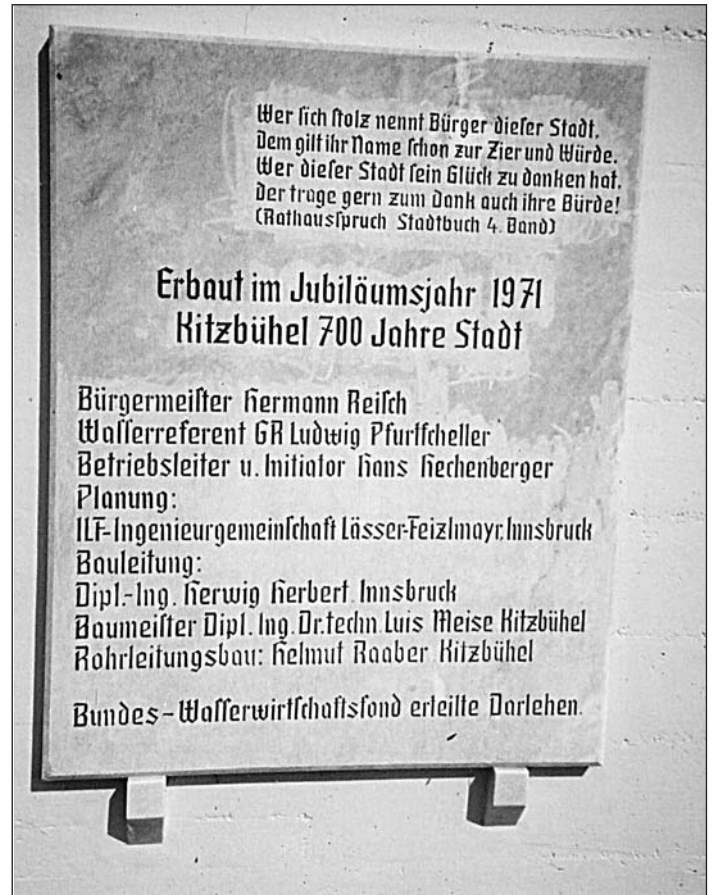 Wer ſich ſtolz nennt Bürger dieſer Stadt,
Dem gilt ihr Name ſchon zur Zier und Würde.
Wer dieſer Stadt ſein Glück zu danken hat,
Der trage gern zum Dank auch ihre Bürde!
(Rathausſpruch Stadtbuch 4. Band)
Erbaut im Jubiläumsjahr 1971
Kitzbühel 700 Jahre Stadt
Bürgermeiſter Hermann Reiſch
Waſſerreferent GR Ludwig Pfurtſcheller
Betriebsleiter u. Initiator Hans Hechenberger
Planung:
ILF-Ingenieurgemeinſchaft Lässer-Feizlmayr, Innsbruck
Bauleitung:
Dipl.-Ing. Herwig Herbert. Innsbruck
Baumeiſter Dipl. Ing. Dr. techn. Luis Meise Kitzbühel
Rohrleitungsbau: Helmut Raaber Kitzbühel
Bundes-Waſſerwirtſchaftsfond erteilte Darlehen.